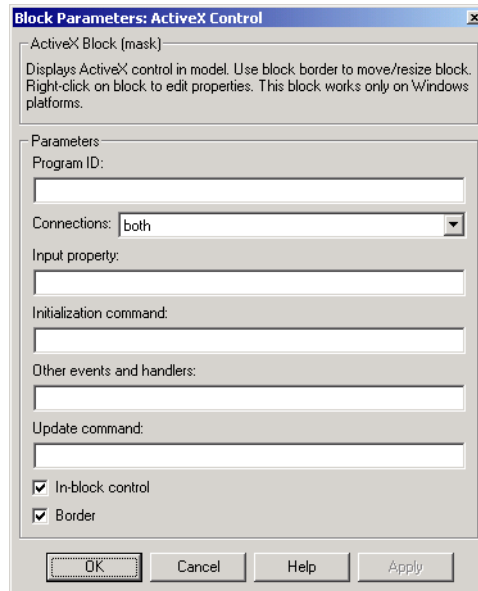 Block Parameters: ActiveX Control
ActiveX Block (mask)
Displays ActiveX control in model. Use block border to move/resize block.
Right-click on block to edit properties. This block works only on Windows
platforms.
Parameters
Program ID:
Connections: both
Input property:
Initialization command:
Other events and handlers:
Update command:
In-block control
Border
OK Cancel Help Apply